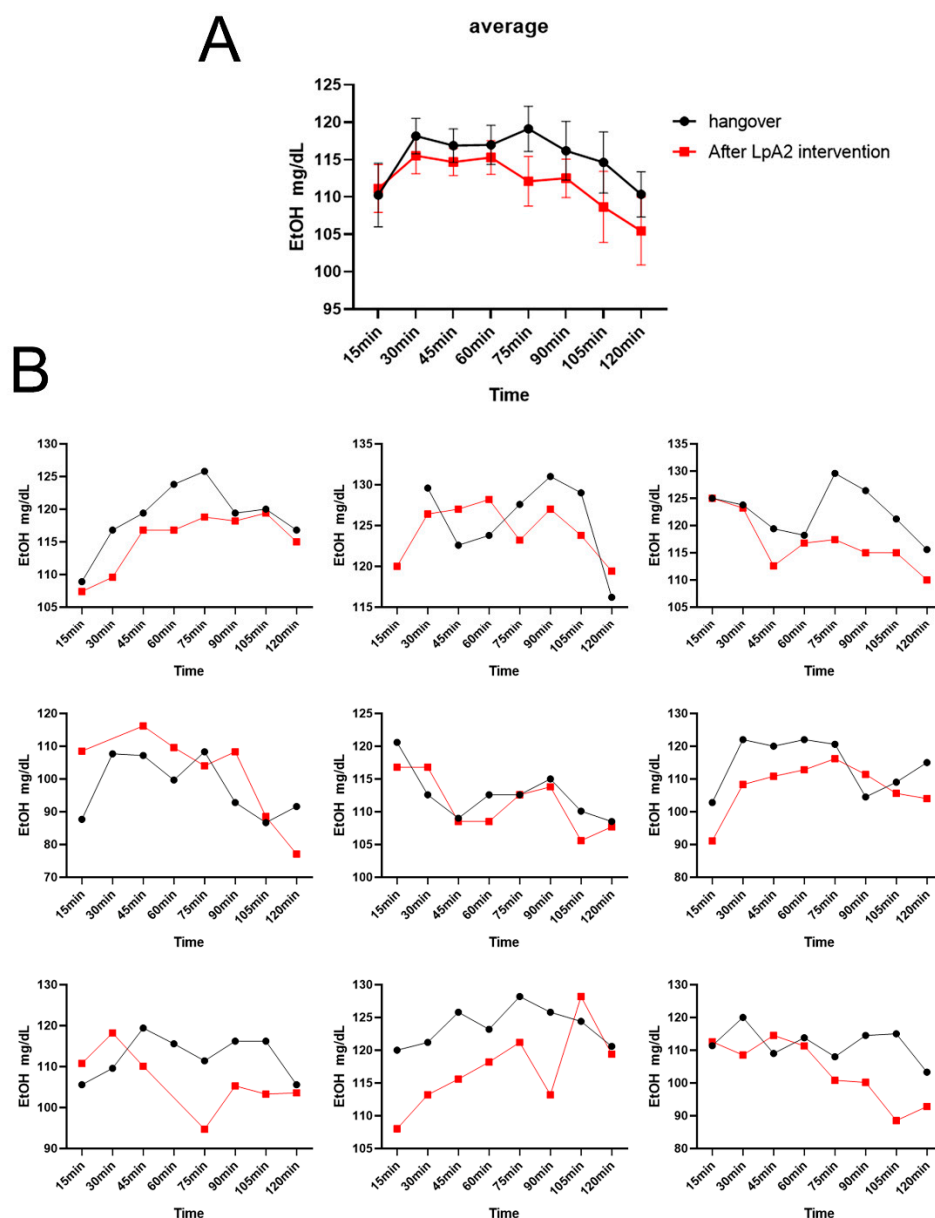 A
average
125
120
115
110
105
100
95
EtOH mg/dL
15min
30min
45min
60min
75min
90min
105min
120min
Time
hangover
After LpA2 intervention
B
130
125
120
115
110
105
EtOH mg/dL
15min
30min
45min
60min
75min
90min
105min
120min
Time
135
130
125
120
115
EtOH mg/dL
15min
30min
45min
60min
75min
90min
105min
120min
Time
135
130
125
120
115
110
105
EtOH mg/dL
15min
30min
45min
60min
75min
90min
105min
120min
Time
120
110
100
90
80
70
EtOH mg/dL
15min
30min
45min
60min
75min
90min
105min
120min
Time
125
120
115
110
105
100
EtOH mg/dL
15min
30min
45min
60min
75min
90min
105min
120min
Time
130
120
110
100
90
80
EtOH mg/dL
15min
30min
45min
60min
75min
90min
105min
120min
Time
130
120
110
100
90
EtOH mg/dL
15min
30min
45min
60min
75min
90min
105min
120min
Time
130
125
120
115
110
105
EtOH mg/dL
15min
30min
45min
60min
75min
90min
105min
120min
Time
130
120
110
100
90
80
EtOH mg/dL
15min
30min
45min
60min
75min
90min
105min
120min
Time